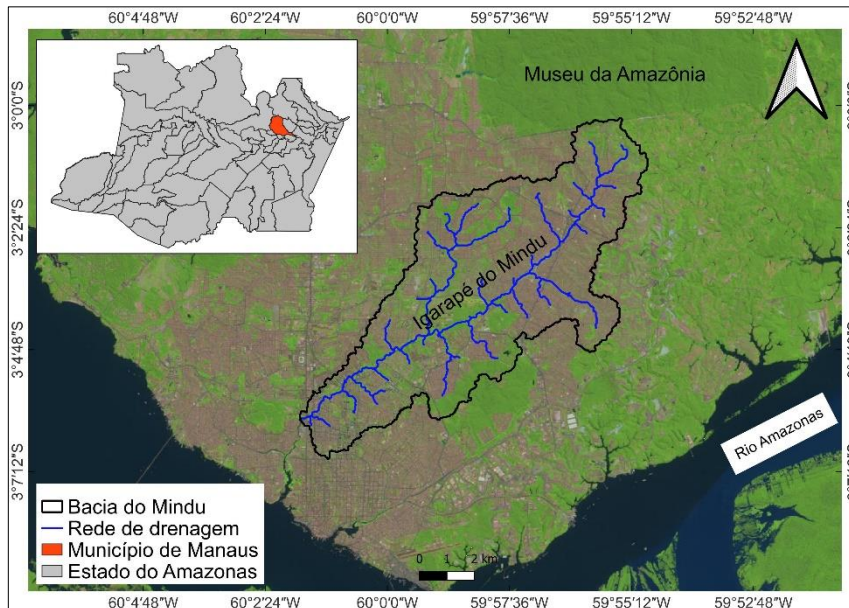 60°4'48"W 60°2'24"W 60°0'0"W 59°57'36"W 59°55'12"W 59°52'48"W
Museu da Amazônia
3°0'0"S
3°2'24"S
Igarapé do Mindu
3°4'48"S
Rio Amazonas
3°7'12"S
Bacia do Mindu
Rede de drenagem
Município de Manaus
Estado do Amazonas
0 1 2 km
60°4'48"W 60°2'24"W 60°0'0"W 59°57'36"W 59°55'12"W 59°52'48"W